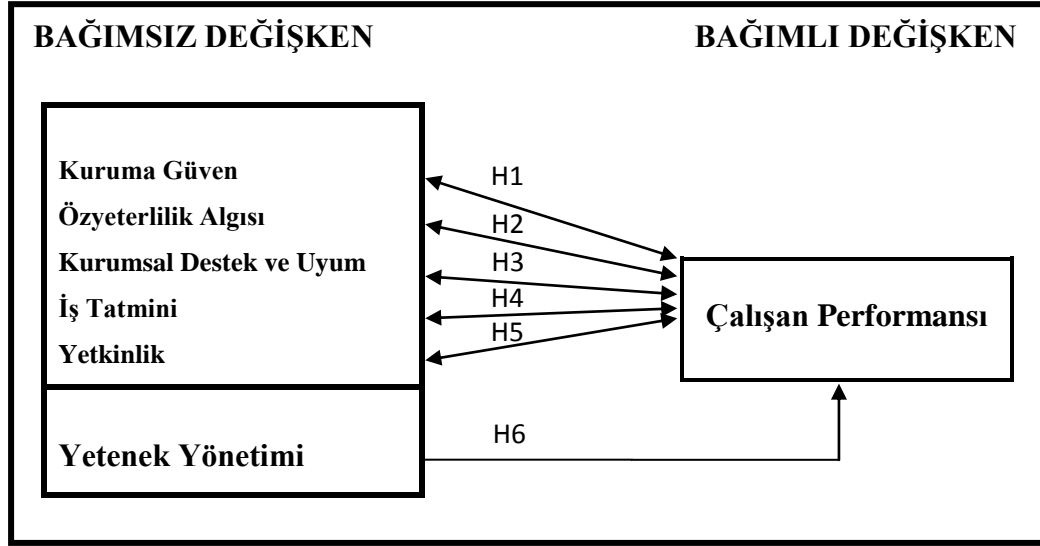 BAĞIMSIZ DEĞİŞKEN
BAĞIMLI DEĞİŞKEN
Kuruma Güven
Özyeterlilik Algısı
Kurumsal Destek ve Uyum
İş Tatmini
Yetkinlik
Yetenek Yönetimi
H1
H2
H3
H4
H5
H6
Çalışan Performansı